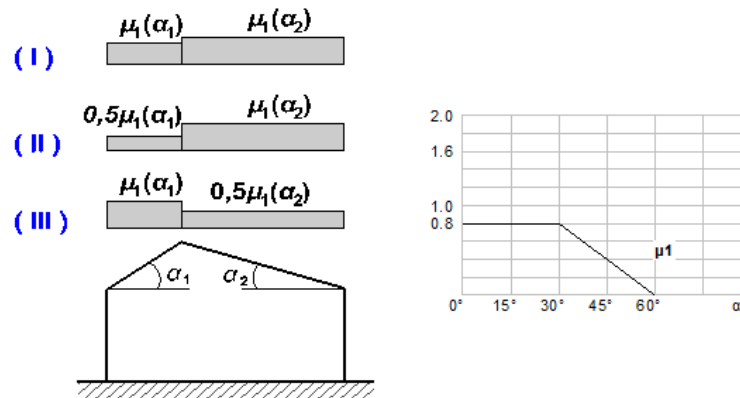 μ₁(α₁) μ₁(α₂)
( I )
0,5μ₁(α₁) μ₁(α₂)
( II )
μ₁(α₁) 0,5μ₁(α₂)
( III )
α₁ α₂
2.0
1.6
1.0
0.8
μ1
0° 15° 30° 45° 60° α